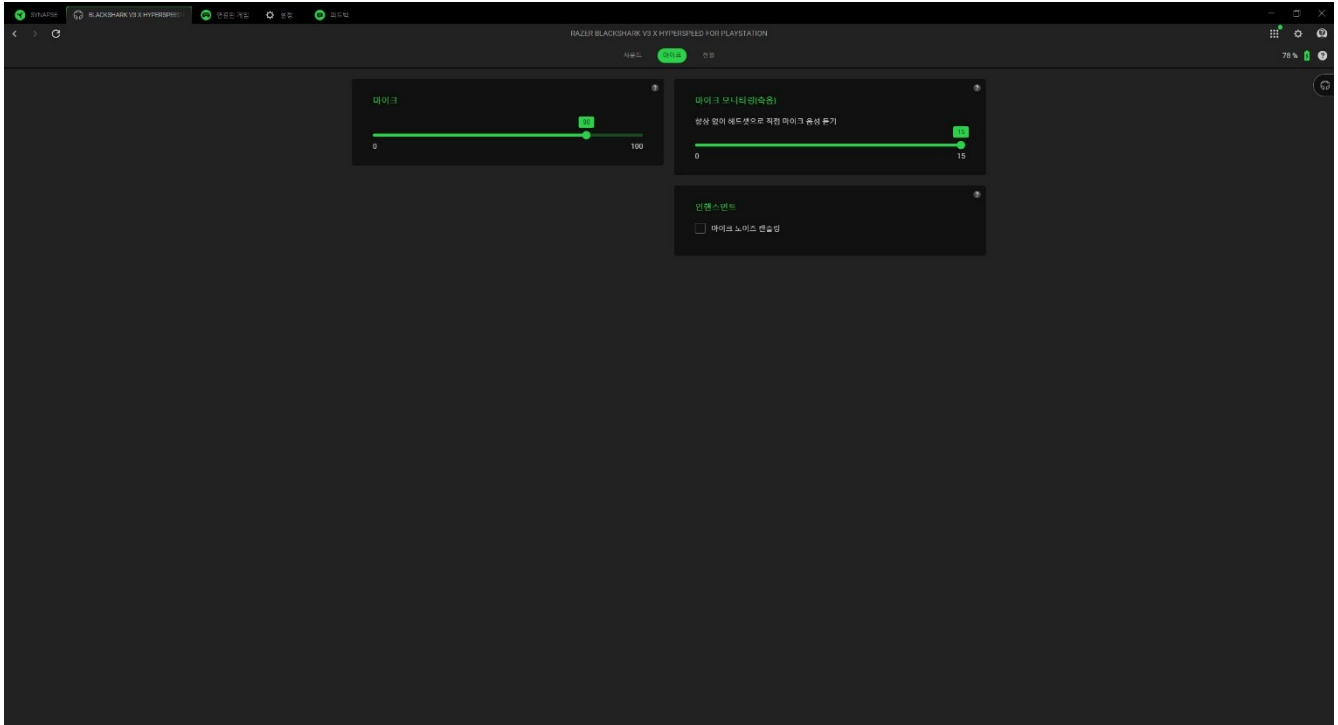 SYNAPSE
BLACKSHARK V3 X HYPERSPEED
연동된 게임
설정
피드백
RAZER BLACKSHARK V3 X HYPERSPEED FOR PLAYSTATION
사운드
마이크
전원
78 %
마이크
0
100
마이크 모니터링(측음)
향상 없이 헤드셋으로 직접 마이크 음성 듣기
15
0
15
인핸스먼트
마이크 노이즈 캔슬링